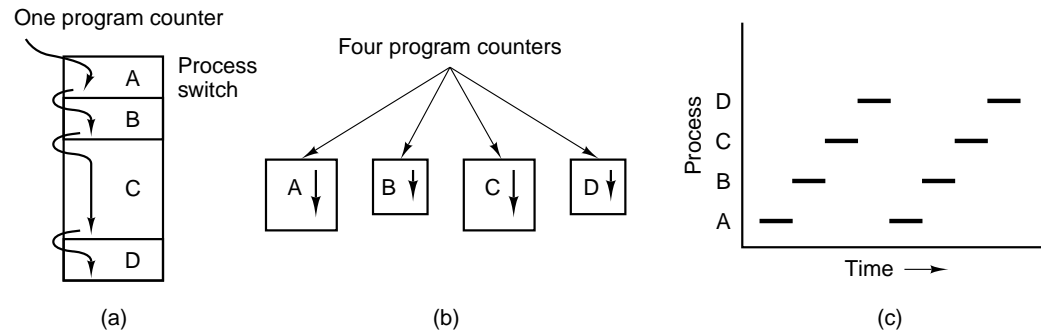 One program counter
Process
switch
A
B
C
D
(a)
Four program counters
A
B
C
D
(b)
Process
D
C
B
A
Time
(c)